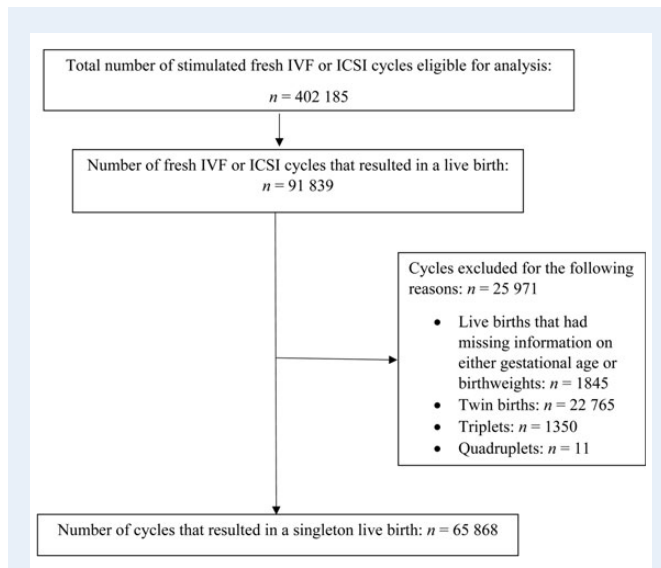 Total number of stimulated fresh IVF or ICSI cycles eligible for analysis:
n = 402 185
Number of fresh IVF or ICSI cycles that resulted in a live birth:
n = 91 839
Cycles excluded for the following
reasons: n = 25 971
• Live births that had
missing information on
either gestational age or
birthweights: n = 1845
• Twin births: n = 22 765
• Triplets: n = 1350
• Quadruplets: n = 11
Number of cycles that resulted in a singleton live birth: n = 65 868